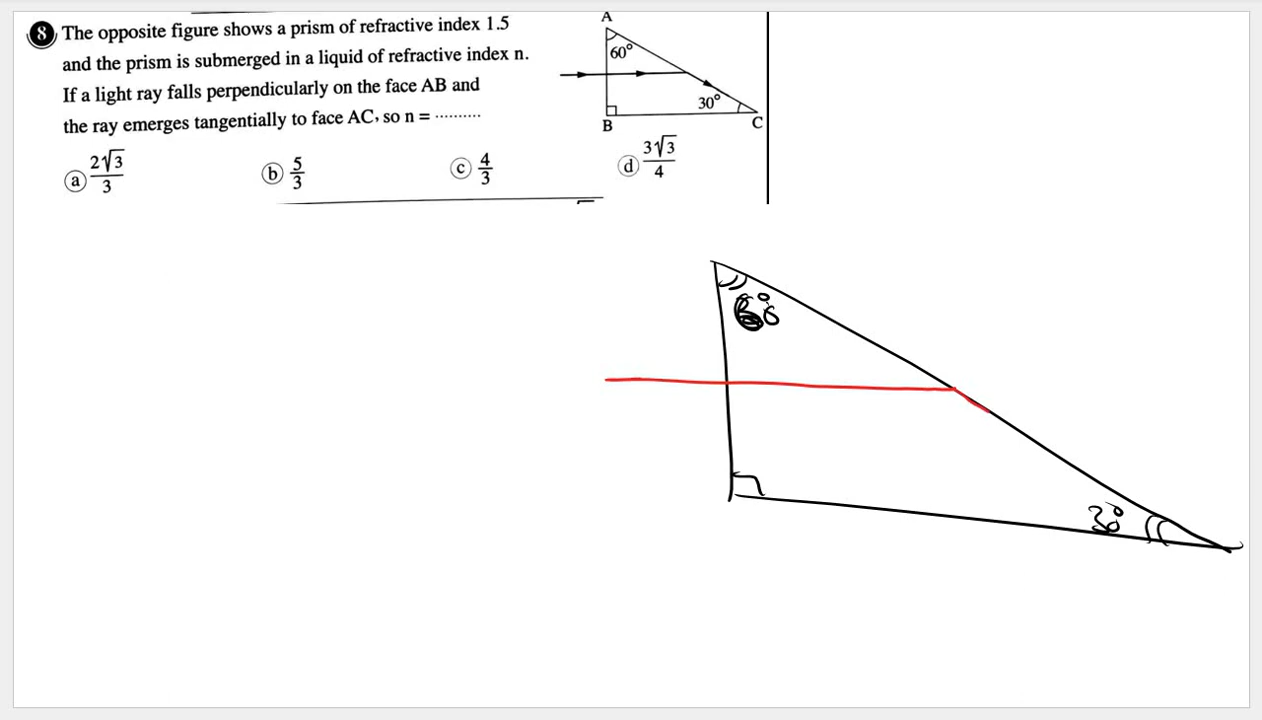 8 The opposite figure shows a prism of refractive index 1.5
and the prism is submerged in a liquid of refractive index n.
If a light ray falls perpendicularly on the face AB and
the ray emerges tangentially to face AC, so n = ..........
a 2√3/3
b 5/3
c 4/3
d 3√3/4
A
60°
30°
B
C
30°